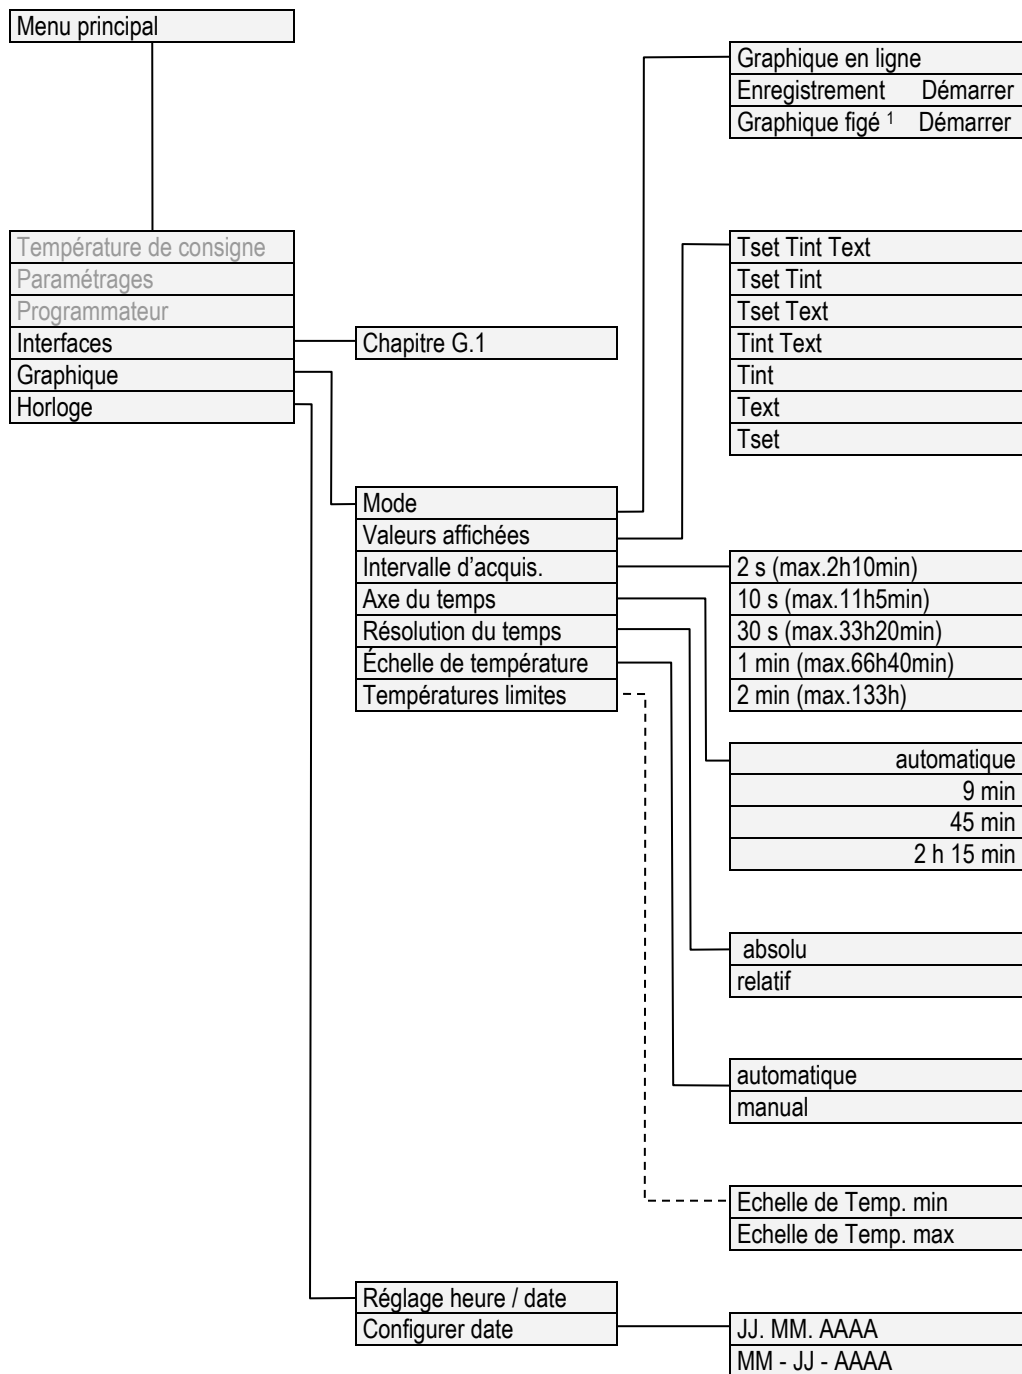 Menu principal
Température de consigne
Paramétrages
Programmateur
Interfaces
Graphique
Horloge
Chapitre G.1
Mode
Valeurs affichées
Intervalle d’acquis.
Axe du temps
Résolution du temps
Échelle de température
Températures limites
Réglage heure / date
Configurer date
Graphique en ligne
Enregistrement Démarrer
Graphique figé 1 Démarrer
Tset Tint Text
Tset Tint
Tset Text
Tint Text
Tint
Text
Tset
2 s (max.2h10min)
10 s (max.11h5min)
30 s (max.33h20min)
1 min (max.66h40min)
2 min (max.133h)
automatique
9 min
45 min
2 h 15 min
absolu
relatif
automatique
manual
Echelle de Temp. min
Echelle de Temp. max
JJ. MM. AAAA
MM - JJ - AAAA